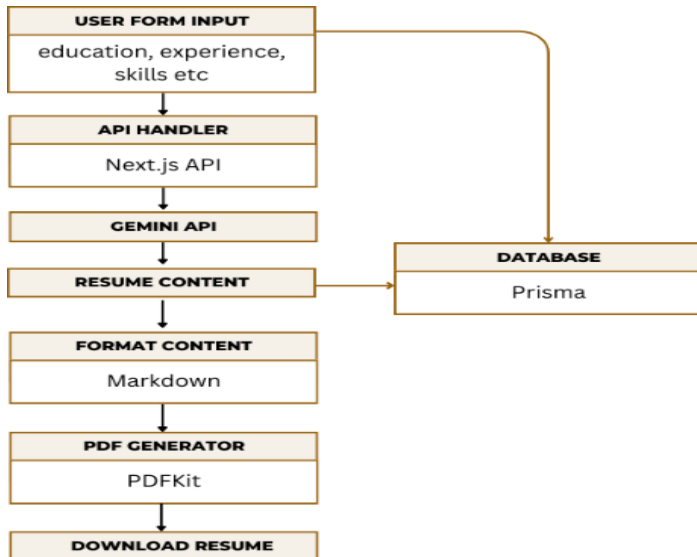 USER FORM INPUT
education, experience,
skills etc
API HANDLER
Next.js API
GEMINI API
RESUME CONTENT
DATABASE
Prisma
FORMAT CONTENT
Markdown
PDF GENERATOR
PDFKit
DOWNLOAD RESUME